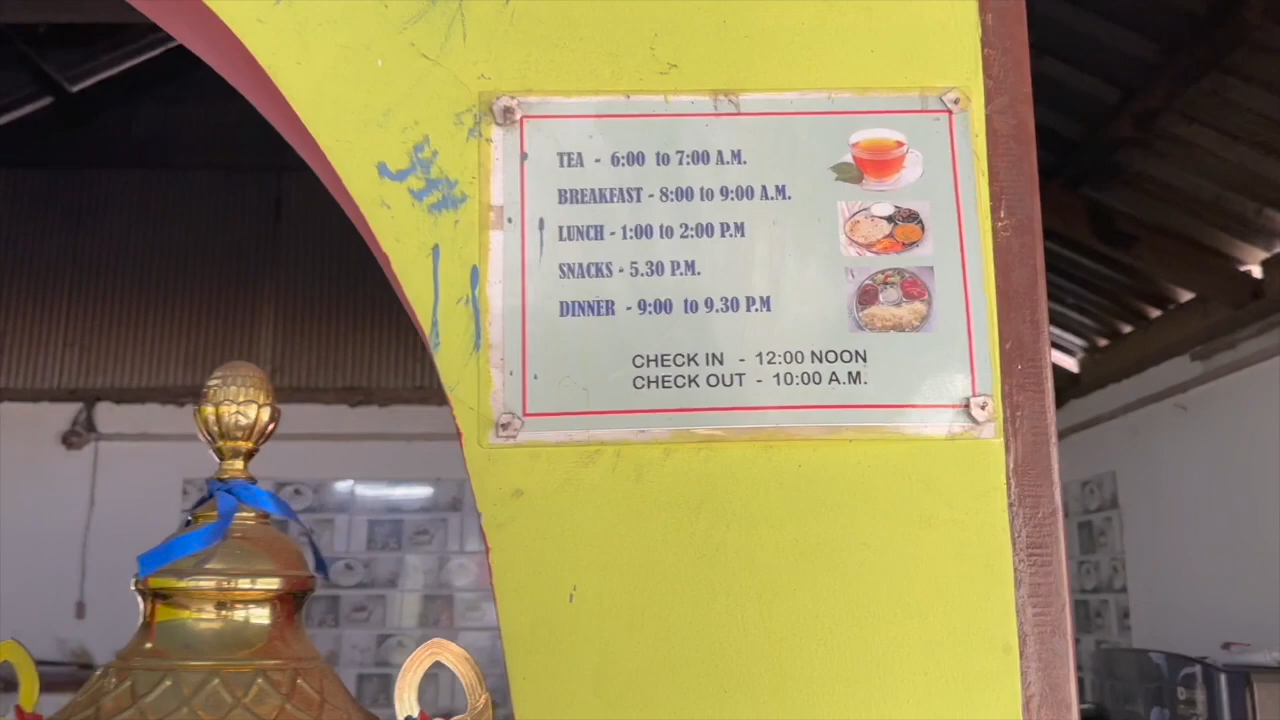 TEA - 6:00 to 7:00 A.M.
BREAKFAST - 8:00 to 9:00 A.M.
LUNCH - 1:00 to 2:00 P.M
SNACKS - 5.30 P.M.
DINNER - 9:00 to 9.30 P.M
CHECK IN - 12:00 NOON
CHECK OUT - 10:00 A.M.